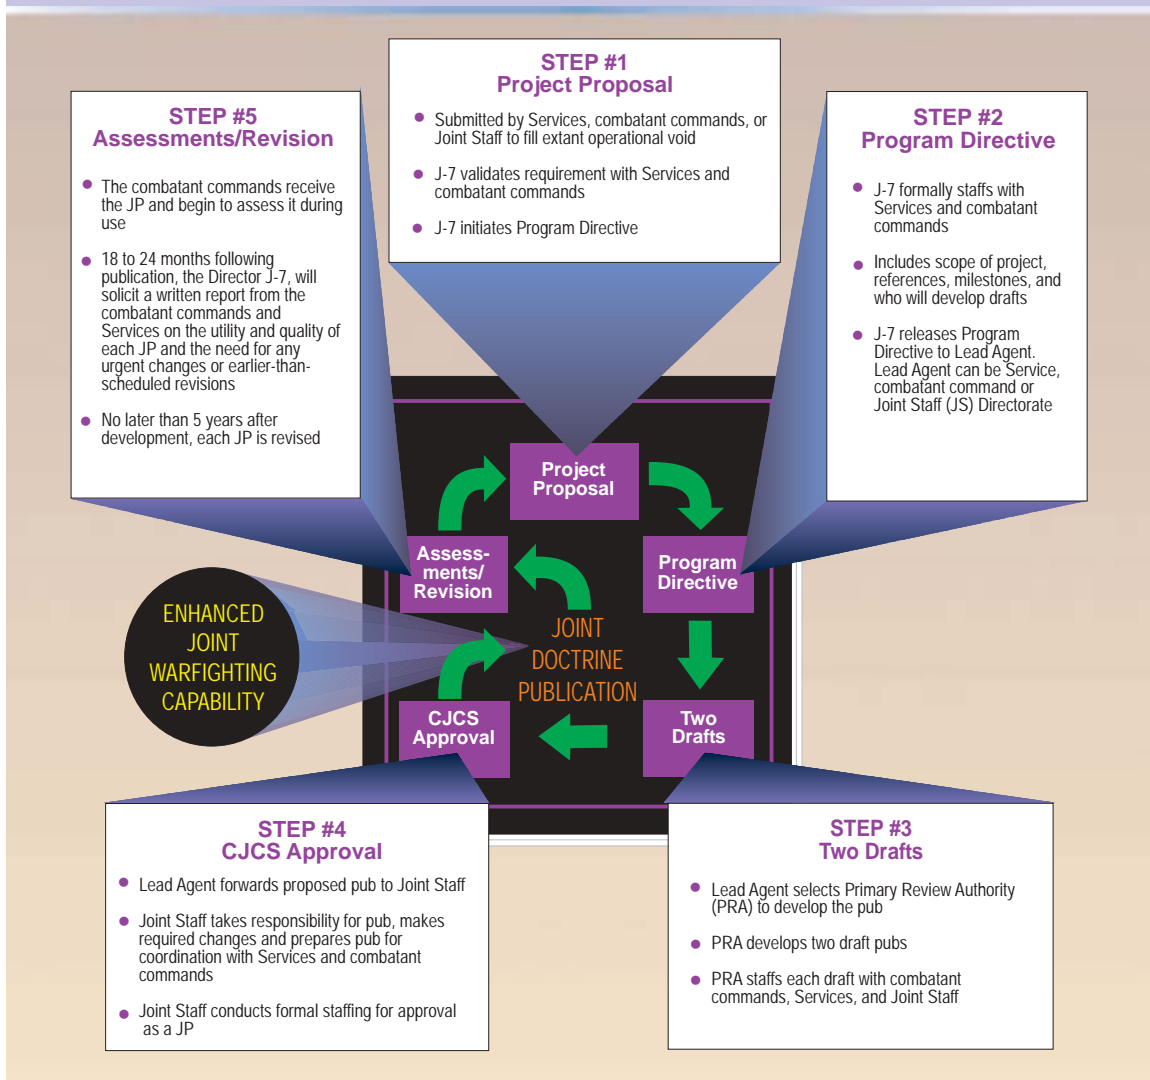 STEP #1
Project Proposal
• Submitted by Services, combatant commands, or
Joint Staff to fill extant operational void
• J-7 validates requirement with Services and
combatant commands
• J-7 initiates Program Directive
STEP #5
Assessments/Revision
• The combatant commands receive
the JP and begin to assess it during
use
• 18 to 24 months following
publication, the Director J-7, will
solicit a written report from the
combatant commands and
Services on the utility and quality of
each JP and the need for any
urgent changes or earlier-than-
scheduled revisions
• No later than 5 years after
development, each JP is revised
STEP #2
Program Directive
• J-7 formally staffs with
Services and combatant
commands
• Includes scope of project,
references, milestones, and
who will develop drafts
• J-7 releases Program
Directive to Lead Agent.
Lead Agent can be Service,
combatant command or
Joint Staff (JS) Directorate
Project
Proposal
Assess-
ments/
Revision
Program
Directive
ENHANCED
JOINT
WARFIGHTING
CAPABILITY
JOINT
DOCTRINE
PUBLICATION
CJCS
Approval
Two
Drafts
STEP #4
CJCS Approval
• Lead Agent forwards proposed pub to Joint Staff
• Joint Staff takes responsibility for pub, makes
required changes and prepares pub for
coordination with Services and combatant
commands
• Joint Staff conducts formal staffing for approval
as a JP
STEP #3
Two Drafts
• Lead Agent selects Primary Review Authority
(PRA) to develop the pub
• PRA develops two draft pubs
• PRA staffs each draft with combatant
commands, Services, and Joint Staff